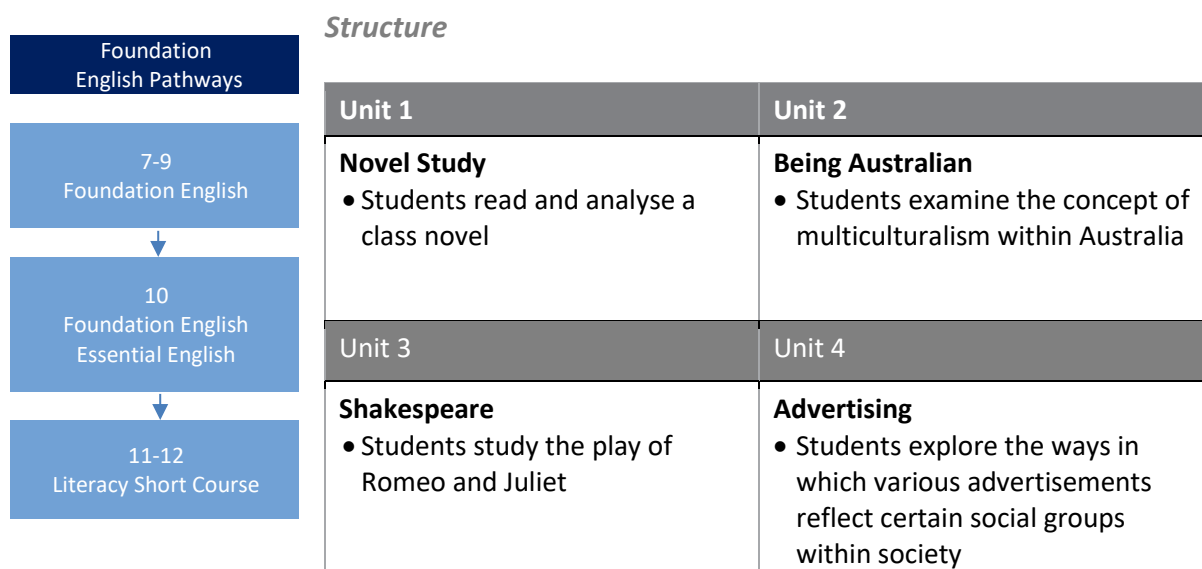 Structure
Foundation
English Pathways
7-9
Foundation English
10
Foundation English
Essential English
11-12
Literacy Short Course
Unit 1
Unit 2
Novel Study
• Students read and analyse a
class novel
Being Australian
• Students examine the concept of
multiculturalism within Australia
Unit 3
Unit 4
Shakespeare
• Students study the play of
Romeo and Juliet
Advertising
• Students explore the ways in
which various advertisements
reflect certain social groups
within society